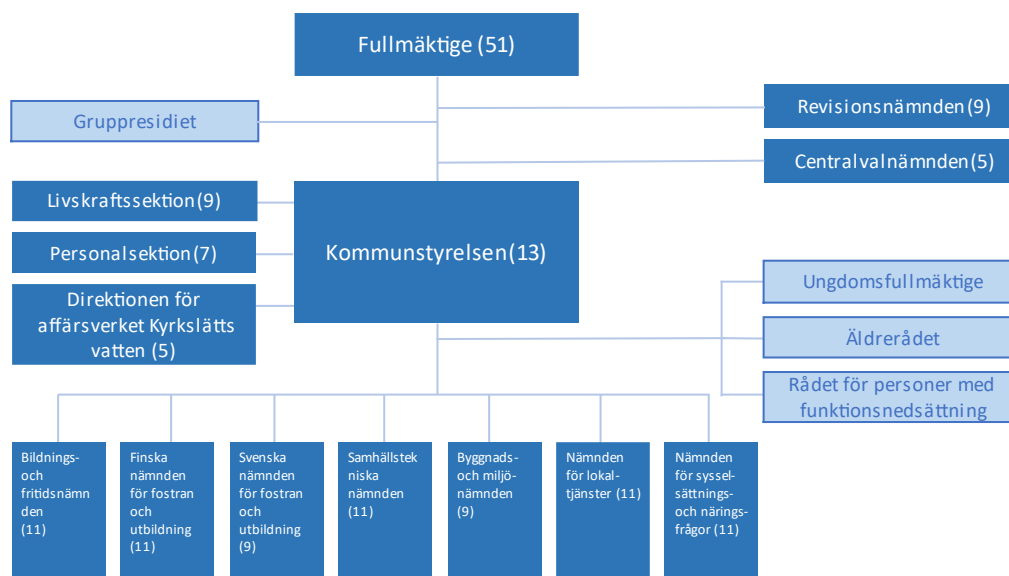 Fullmäktige (51)
Gruppresidiet
Revisionsnämnden (9)
Centralvalnämnden (5)
Livskraftssektion (9)
Personalsektion (7)
Direktionen för
affärsverket Kyrkslätts
vatten (5)
Kommunstyrelsen (13)
Ungdomsfullmäktige
Äldrerådet
Rådet för personer med
funktionsnedsättning
Bildnings-
och
fritidsnämn
den
(11)
Finska
nämnden
för fostran
och
utbildning
(11)
Svenska
nämnden
för fostran
och
utbildning
(9)
Samhällstek
niska
nämnden
(11)
Byggnads-
och miljö-
nämnden
(9)
Nämnden
för lokal-
tjänster (11)
Nämnden
för syssel-
sättnings-
och närings-
frågor (11)